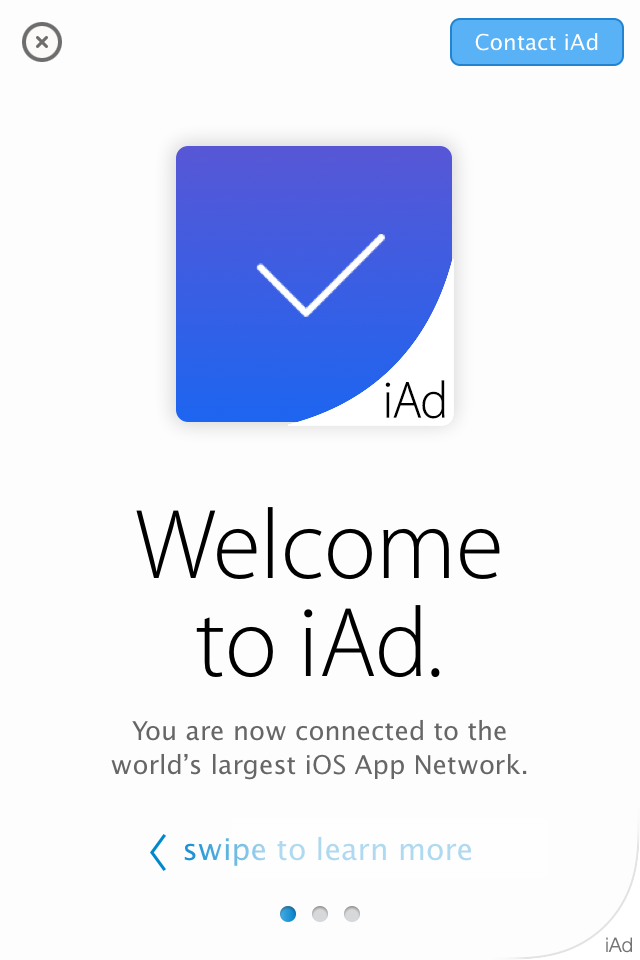 Contact iAd
iAd
Welcome
to iAd.
You are now connected to the
world’s largest iOS App Network.
swipe to learn more
iAd